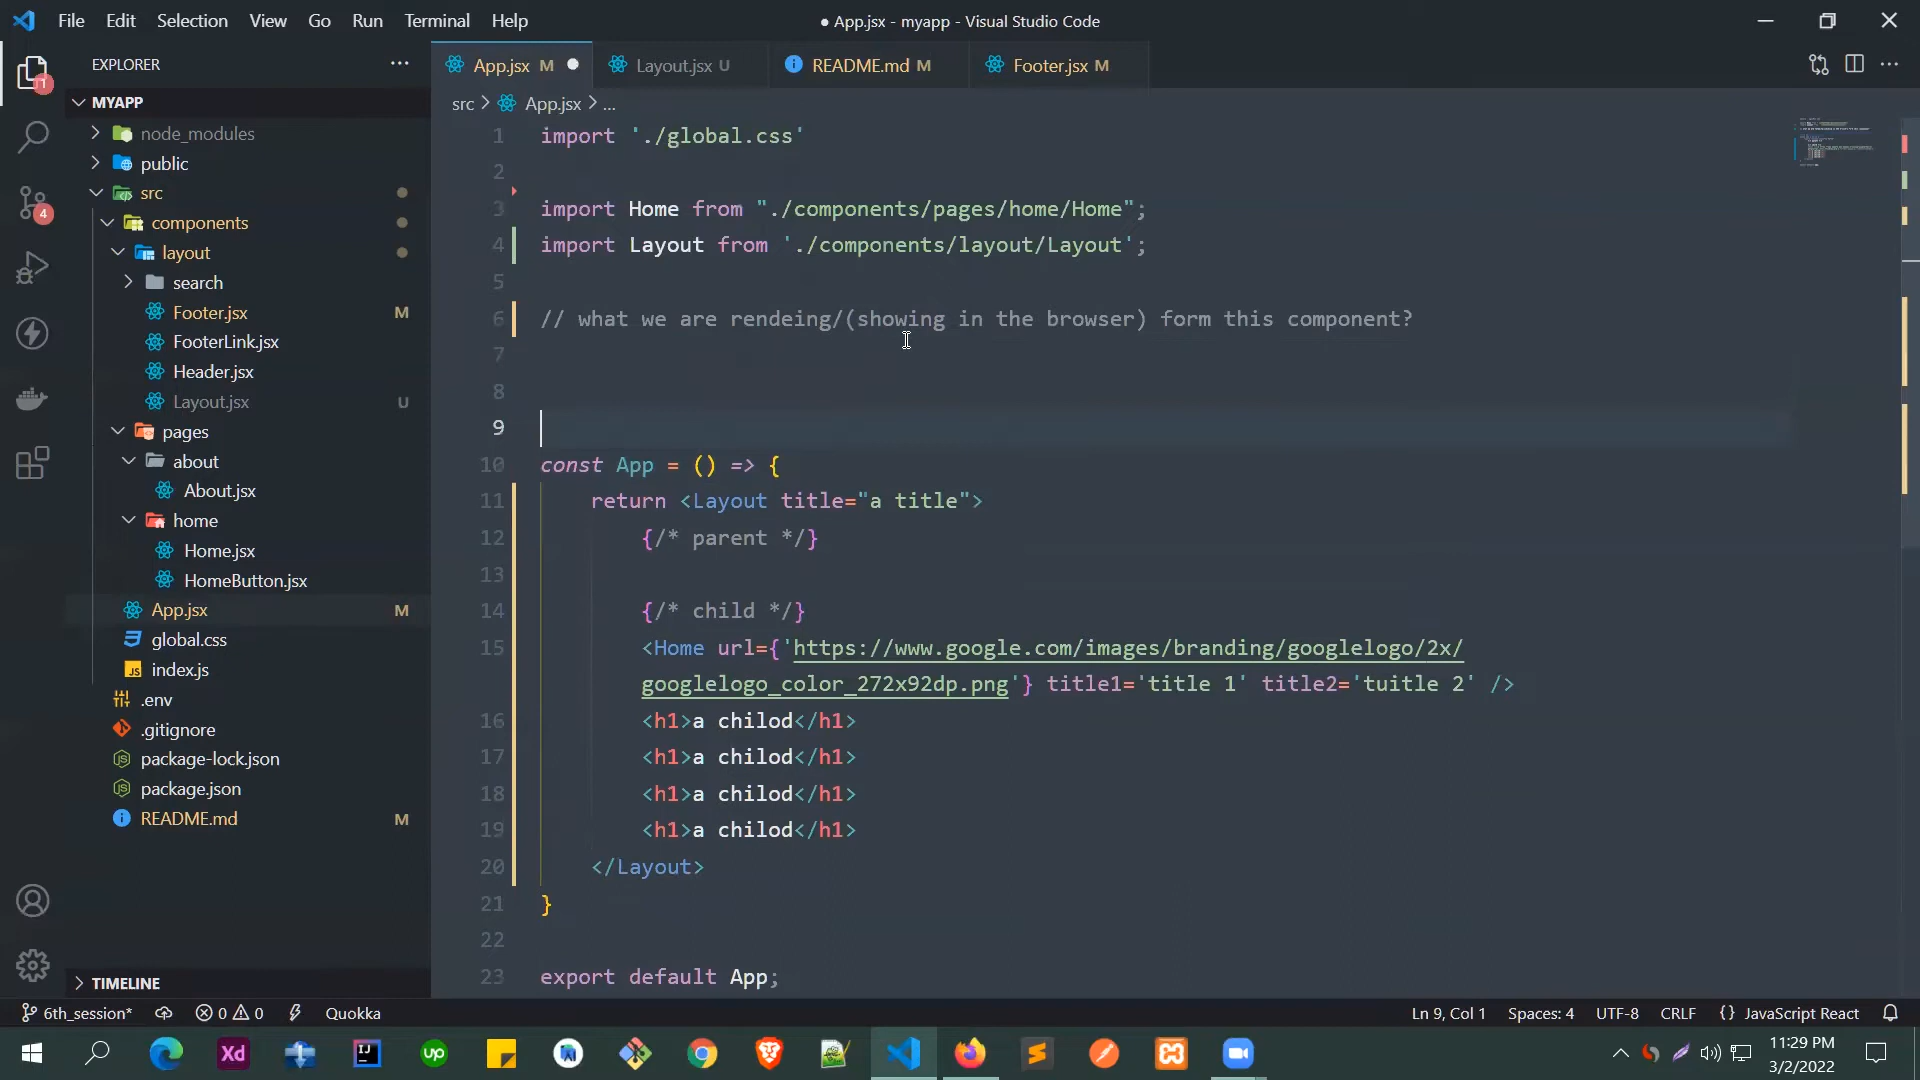 File Edit Selection View Go Run Terminal Help
● App.jsx - myapp - Visual Studio Code
EXPLORER
App.jsx M
Layout.jsx U
README.md M
Footer.jsx M
MYAPP
node_modules
public
src
components
layout
search
Footer.jsx M
FooterLink.jsx
Header.jsx
Layout.jsx U
pages
about
About.jsx
home
Home.jsx
HomeButton.jsx
App.jsx M
global.css
index.js
.env
.gitignore
package-lock.json
package.json
README.md M
TIMELINE
1
4
src > App.jsx > ...
1 import './global.css'
2
3 import Home from "./components/pages/home/Home";
4 import Layout from './components/layout/Layout';
5
6 // what we are rendeing/(showing in the browser) form this component?
7
8
9
10 const App = () => {
11 return <Layout title="a title">
12 {/* parent */}
13
14 {/* child */}
15 <Home url={'https://www.google.com/images/branding/googlelogo/2x/
googlelogo_color_272x92dp.png'} title1='title 1' title2='tuitle 2' />
16 <h1>a chilod</h1>
17 <h1>a chilod</h1>
18 <h1>a chilod</h1>
19 <h1>a chilod</h1>
20 </Layout>
21 }
22
23 export default App;
6th_session* 0 0 Quokka
Ln 9, Col 1 Spaces: 4 UTF-8 CRLF {} JavaScript React
Xd
IJ
up
11:29 PM
3/2/2022